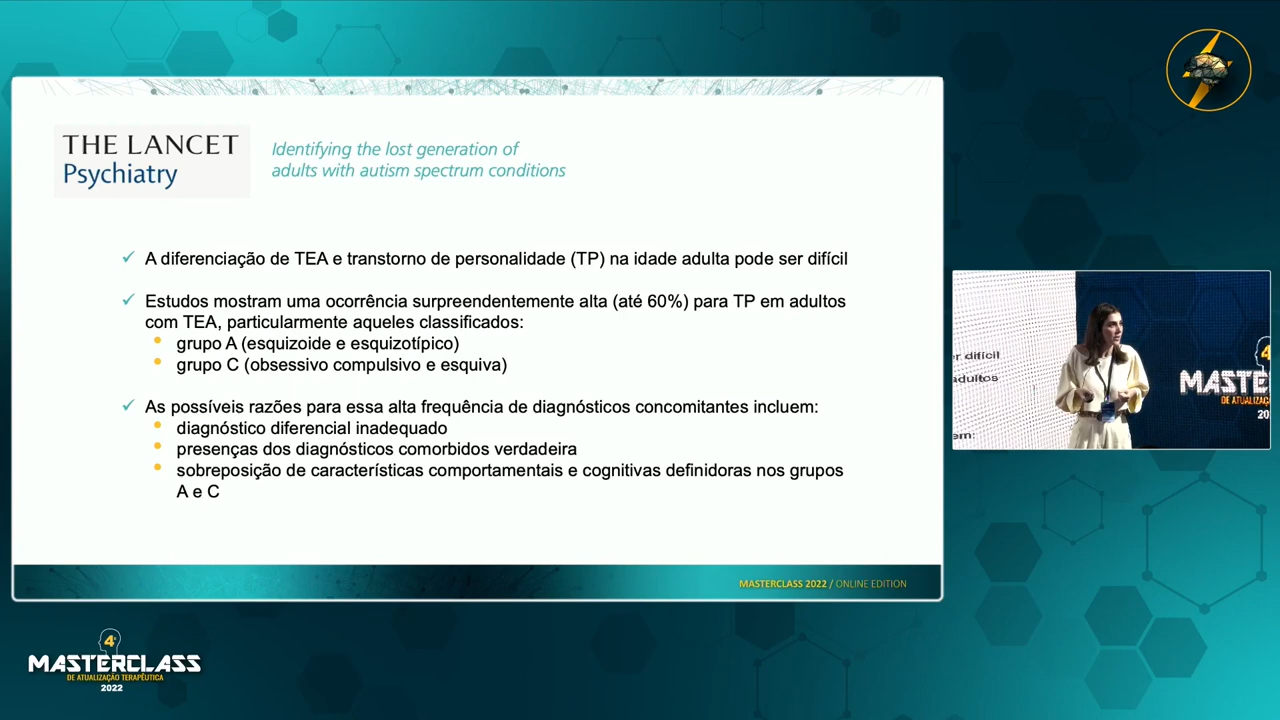 THE LANCET
Psychiatry
Identifying the lost generation of
adults with autism spectrum conditions
A diferenciação de TEA e transtorno de personalidade (TP) na idade adulta pode ser difícil
Estudos mostram uma ocorrência surpreendentemente alta (até 60%) para TP em adultos
com TEA, particularmente aqueles classificados:
grupo A (esquizoide e esquizotípico)
grupo C (obsessivo compulsivo e esquiva)
As possíveis razões para essa alta frequência de diagnósticos concomitantes incluem:
diagnóstico diferencial inadequado
presenças dos diagnósticos comorbidos verdadeira
sobreposição de características comportamentais e cognitivas definidoras nos grupos
A e C
MASTERCLASS 2022 / ONLINE EDITION
r difícil
adultos
em:
4
MASTE
DE ATUALIZAÇ
20
4ª
MASTERCLASS
DE ATUALIZAÇÃO TERAPÊUTICA
2022